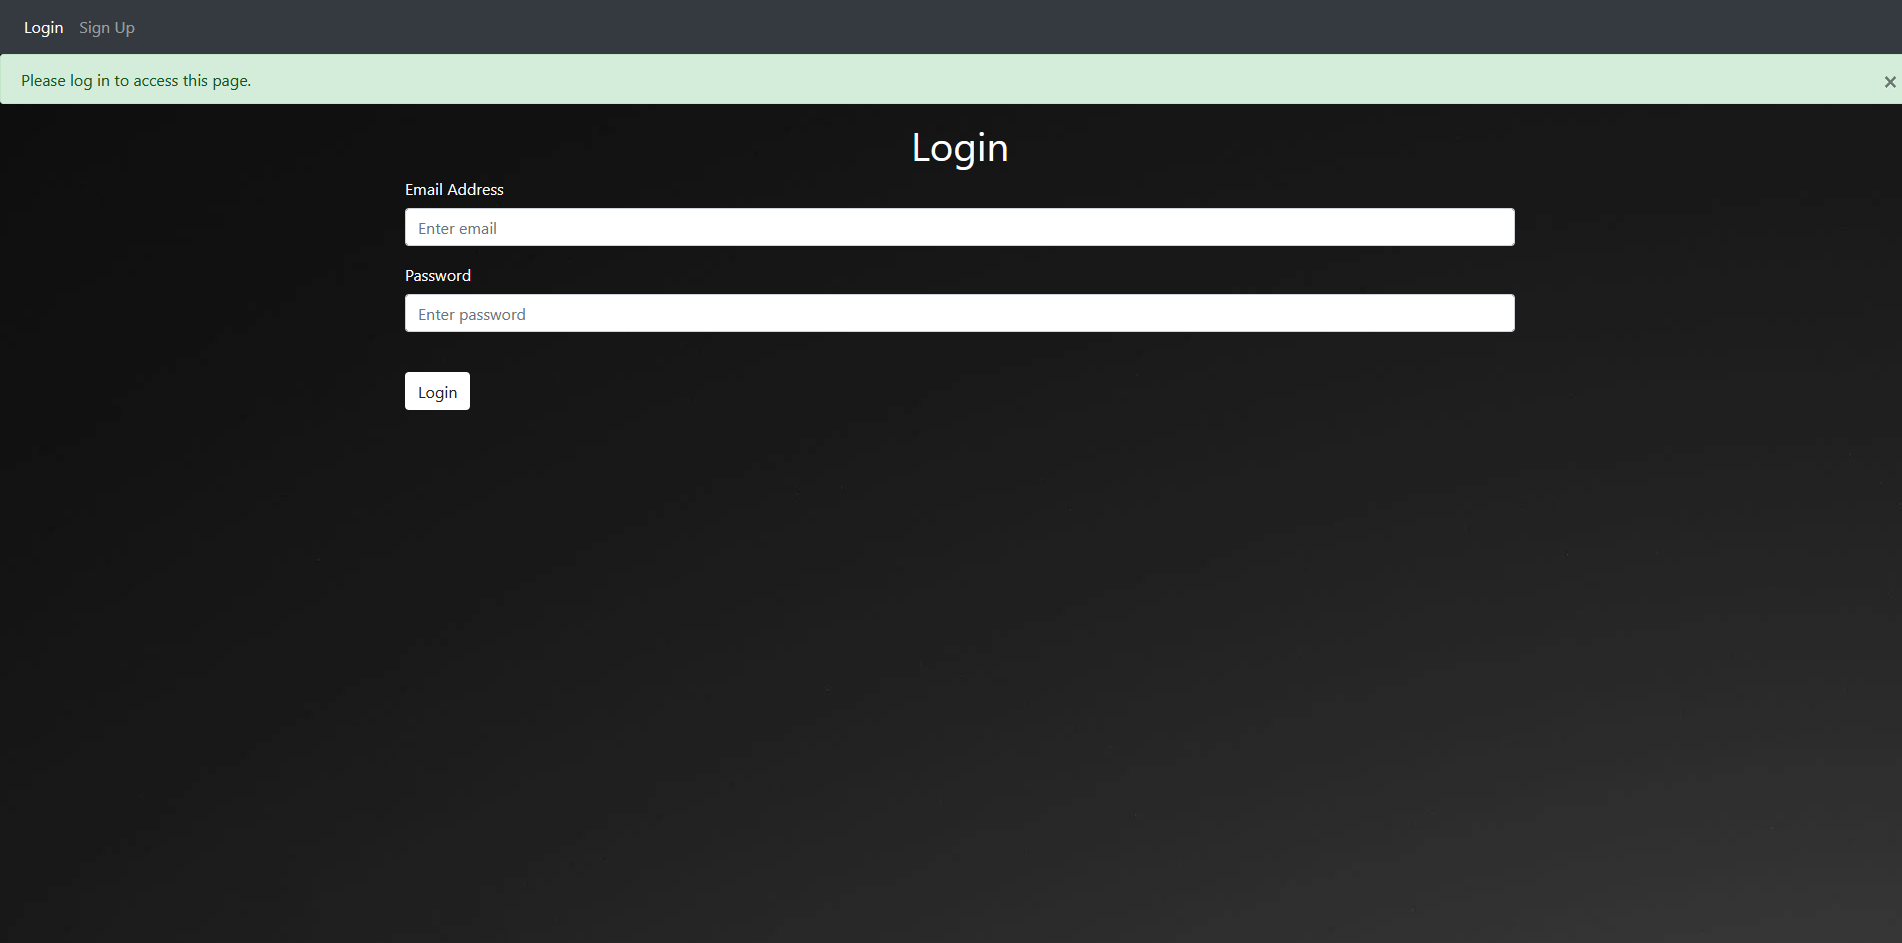 Login Sign Up
Please log in to access this page. ×
Login
Email Address
Enter email
Password
Enter password
Login